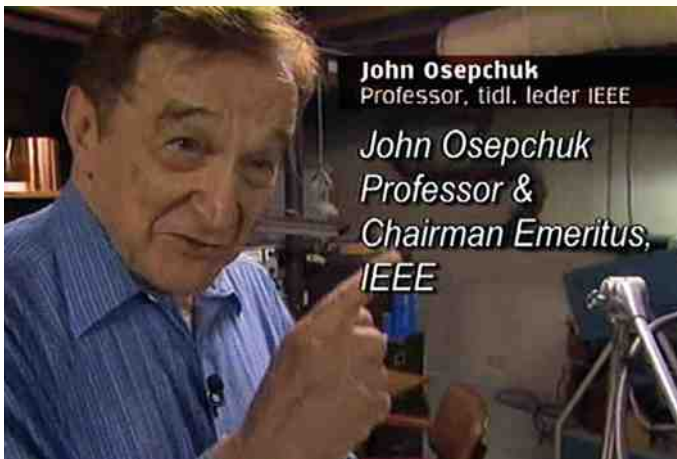 John Osepchuk
Professor, tidl. leder IEEE
John Osepchuk
Professor &
Chairman Emeritus,
IEEE